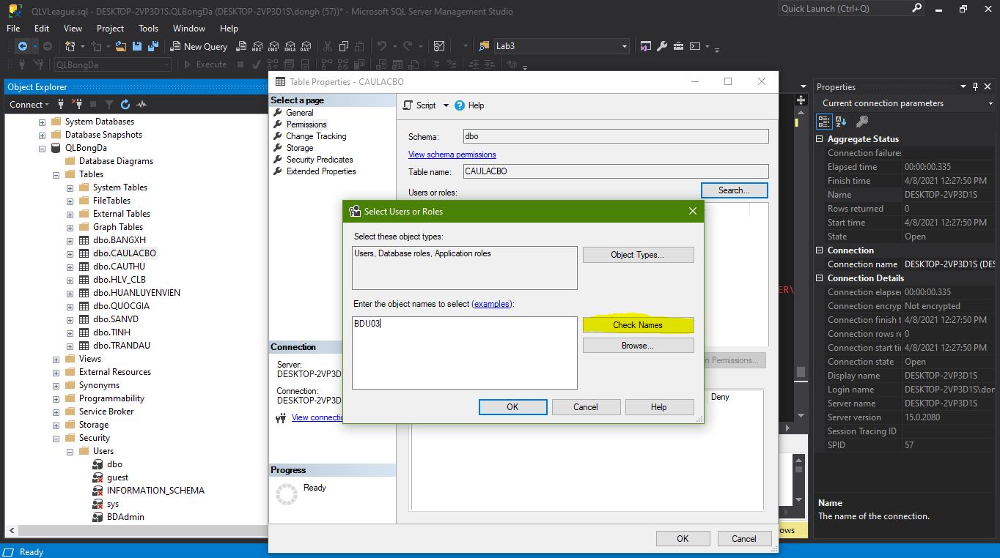 QLVLeague.sql - DESKTOP-2VP3D1S.QLBongDa (DESKTOP-2VP3D1S\dongh (57))* - Microsoft SQL Server Management Studio
Quick Launch (Ctrl+Q)
File Edit View Project Tools Window Help
New Query
MDX DMX XMLA DAX
Lab3
QLBongDa
Execute
Object Explorer
Connect
System Databases
Database Snapshots
QLBongDa
Database Diagrams
Tables
System Tables
FileTables
External Tables
Graph Tables
dbo.BANGXH
dbo.CAULACBO
dbo.CAUTHU
dbo.HLV_CLB
dbo.HUANLUYENVIEN
dbo.QUOCGIA
dbo.SANVD
dbo.TINH
dbo.TRANDAU
Views
External Resources
Synonyms
Programmability
Service Broker
Storage
Security
Users
dbo
guest
INFORMATION_SCHEMA
sys
BDAdmin
Table Properties - CAULACBO
Select a page
General
Permissions
Change Tracking
Storage
Security Predicates
Extended Properties
Script
Help
Schema:
dbo
View schema permissions
Table name:
CAULACBO
Users or roles:
Search...
Select Users or Roles
Select these object types:
Users, Database roles, Application roles
Object Types...
Enter the object names to select (examples):
BDU03
Check Names
Browse...
OK
Cancel
Help
Connection
Server:
DESKTOP-2VP3D
Connection:
DESKTOP-2VP3D
View connectio
n Permissions...
Deny
Progress
Ready
OK
Cancel
ER\
ows
Properties
Current connection parameters
Aggregate Status
Connection failures
Elapsed time 00:00:00.335
Finish time 4/8/2021 12:27:50 PM
Name DESKTOP-2VP3D1S
Rows returned 0
Start time 4/8/2021 12:27:50 PM
State Open
Connection
Connection name DESKTOP-2VP3D1S (DES
Connection Details
Connection elapse 00:00:00.335
Connection encryp Not encrypted
Connection finish t 4/8/2021 12:27:50 PM
Connection rows re 0
Connection start ti 4/8/2021 12:27:50 PM
Connection state Open
Display name DESKTOP-2VP3D1S
Login name DESKTOP-2VP3D1S\don
Server name DESKTOP-2VP3D1S
Server version 15.0.2080
Session Tracing ID
SPID 57
Name
The name of the connection.
Ready